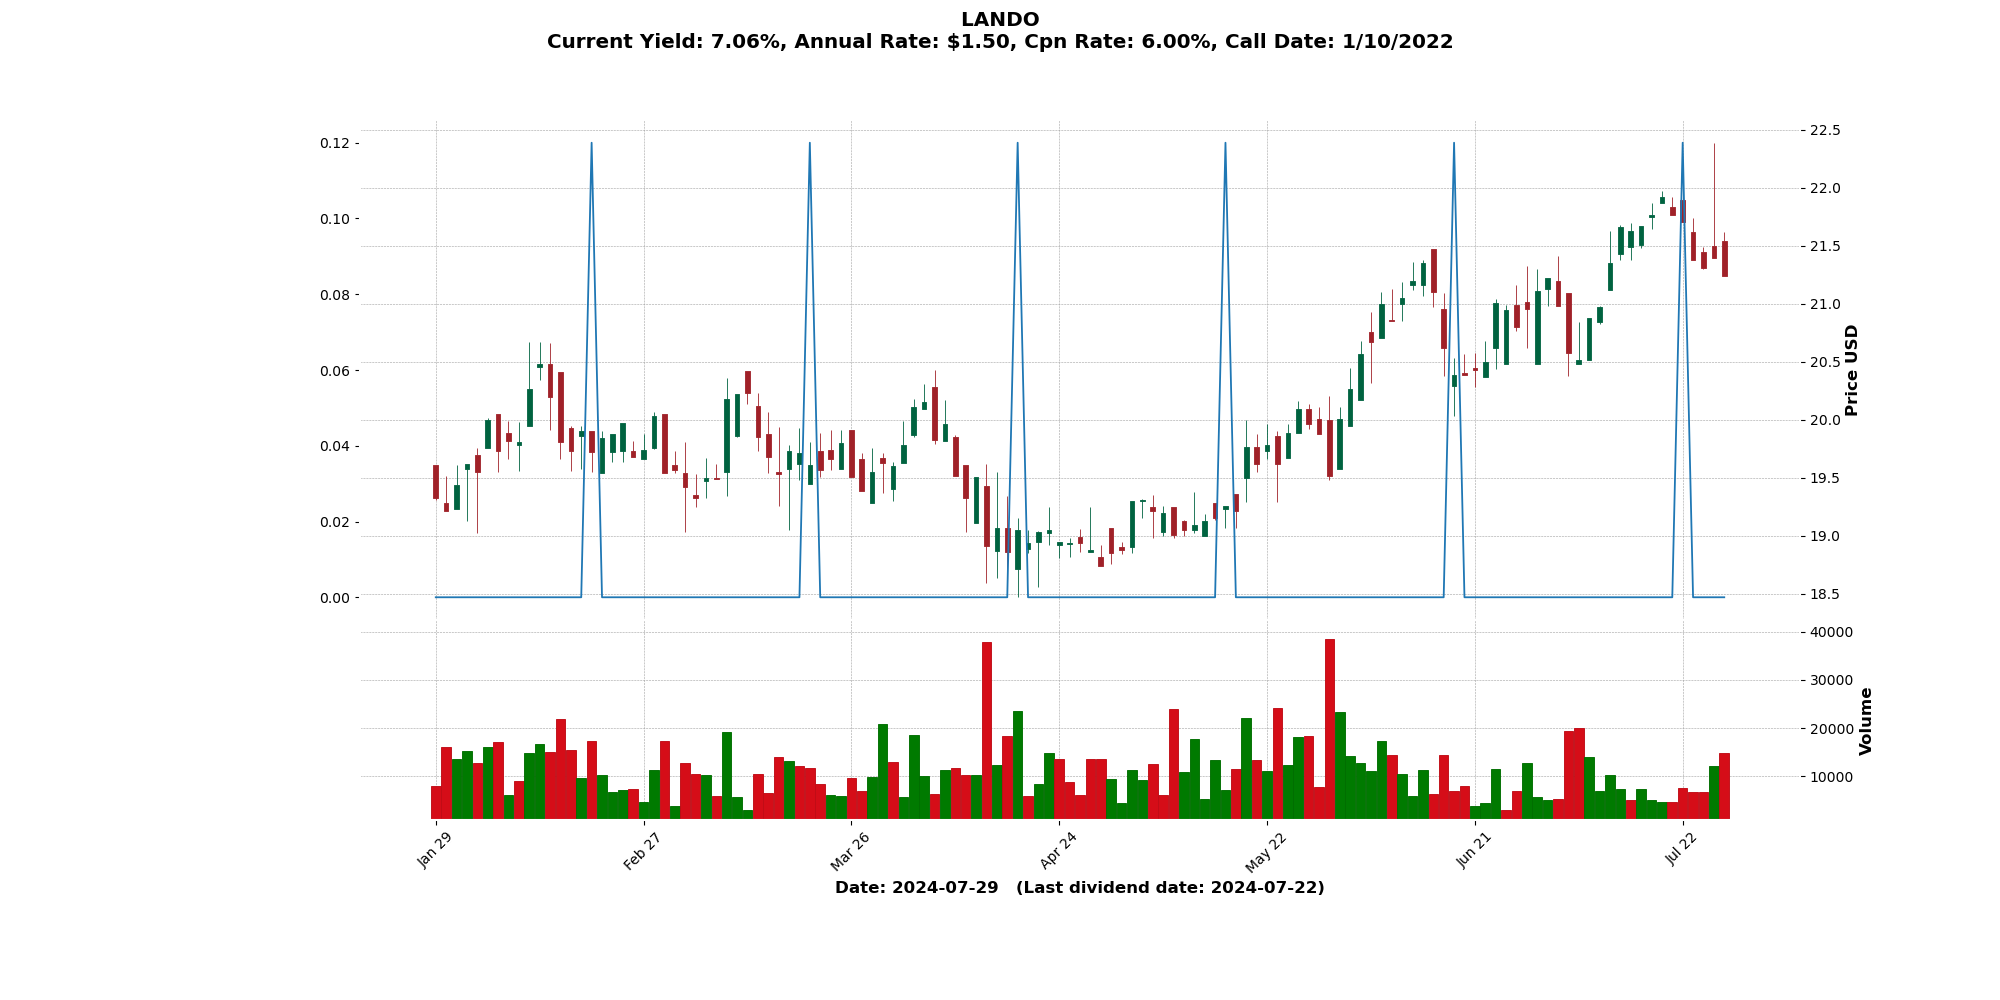 LANDO
Current Yield: 7.06%, Annual Rate: $1.50, Cpn Rate: 6.00%, Call Date: 1/10/2022
0.12
0.10
0.08
0.06
0.04
0.02
0.00
22.5
22.0
21.5
21.0
20.5
20.0
19.5
19.0
18.5
Price USD
40000
30000
20000
10000
Volume
Jan 29
Feb 27
Mar 26
Apr 24
May 22
Jun 21
Jul 22
Date: 2024-07-29 (Last dividend date: 2024-07-22)